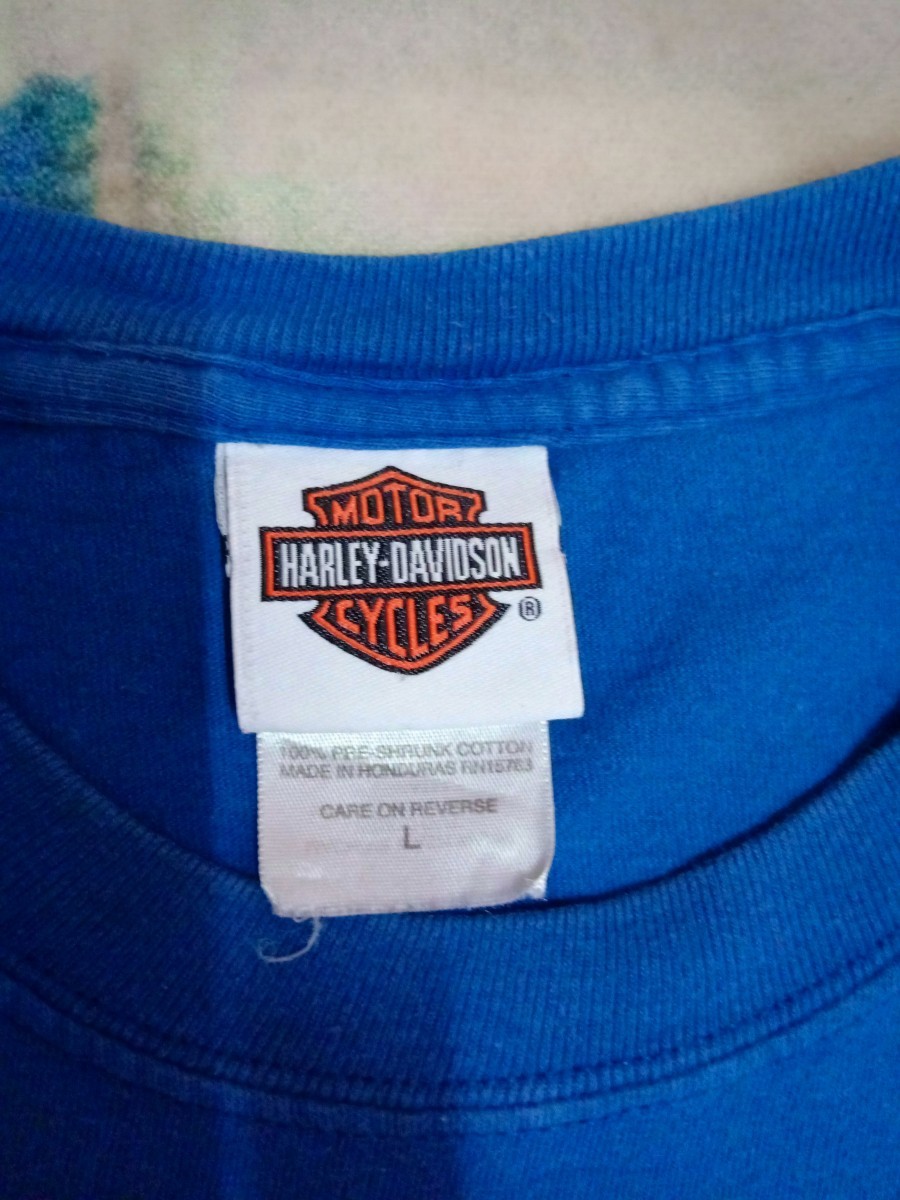 MOTOR
HARLEY-DAVIDSON
CYCLES
®
100% PRE-SHRUNK COTTON
MADE IN HONDURAS RN15763
CARE ON REVERSE
L